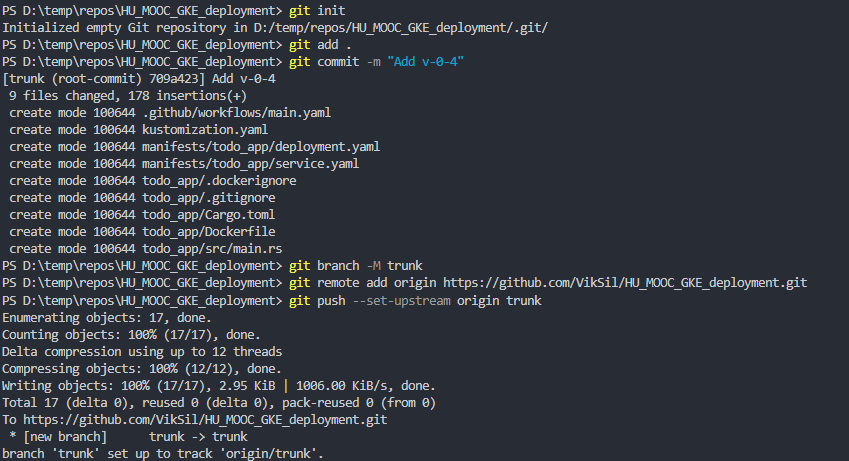 PS D:\temp\repos\HU_MOOC_GKE_deployment> git init
Initialized empty Git repository in D:/temp/repos/HU_MOOC_GKE_deployment/.git/
PS D:\temp\repos\HU_MOOC_GKE_deployment> git add .
PS D:\temp\repos\HU_MOOC_GKE_deployment> git commit -m "Add v-0-4"
[trunk (root-commit) 709a423] Add v-0-4
 9 files changed, 178 insertions(+)
 create mode 100644 .github/workflows/main.yaml
 create mode 100644 kustomization.yaml
 create mode 100644 manifests/todo_app/deployment.yaml
 create mode 100644 manifests/todo_app/service.yaml
 create mode 100644 todo_app/.dockerignore
 create mode 100644 todo_app/.gitignore
 create mode 100644 todo_app/Cargo.toml
 create mode 100644 todo_app/Dockerfile
 create mode 100644 todo_app/src/main.rs
PS D:\temp\repos\HU_MOOC_GKE_deployment> git branch -M trunk
PS D:\temp\repos\HU_MOOC_GKE_deployment> git remote add origin https://github.com/VikSil/HU_MOOC_GKE_deployment.git
PS D:\temp\repos\HU_MOOC_GKE_deployment> git push --set-upstream origin trunk
Enumerating objects: 17, done.
Counting objects: 100% (17/17), done.
Delta compression using up to 12 threads
Compressing objects: 100% (12/12), done.
Writing objects: 100% (17/17), 2.95 KiB | 1006.00 KiB/s, done.
Total 17 (delta 0), reused 0 (delta 0), pack-reused 0 (from 0)
To https://github.com/VikSil/HU_MOOC_GKE_deployment.git
 * [new branch]      trunk -> trunk
branch 'trunk' set up to track 'origin/trunk'.